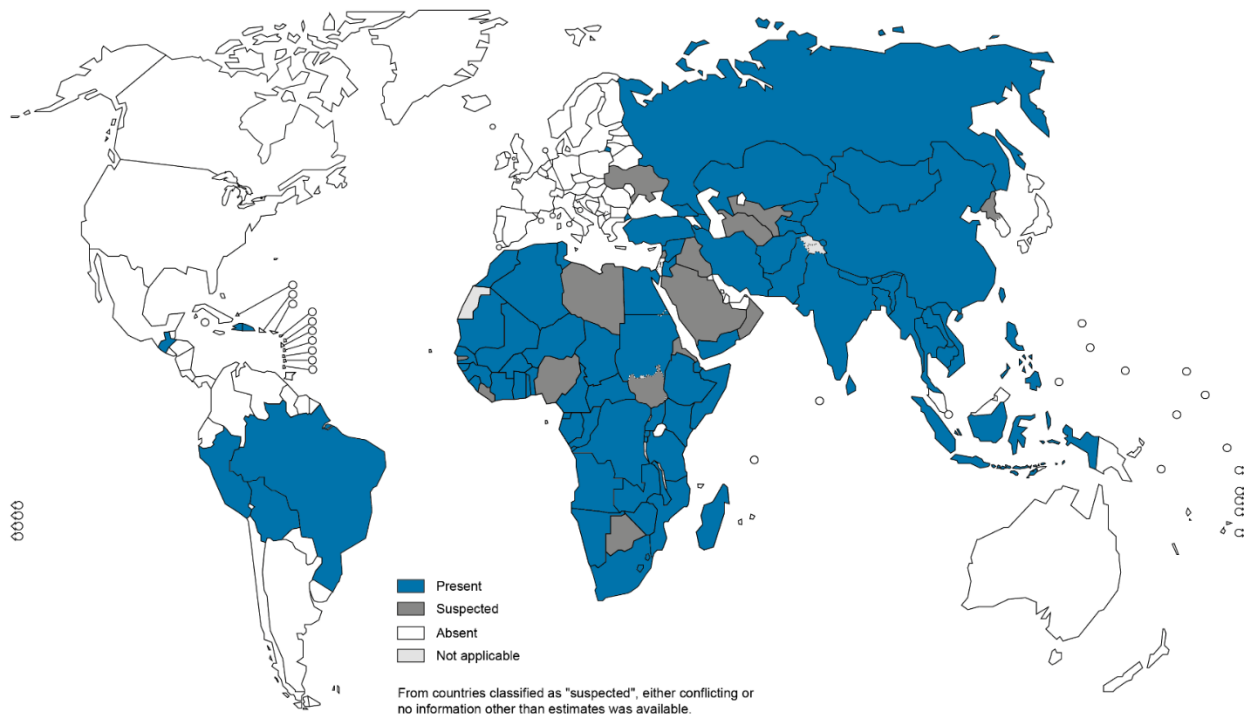 Present
Suspected
Absent
Not applicable
From countries classified as "suspected", either conflicting or
no information other than estimates was available.